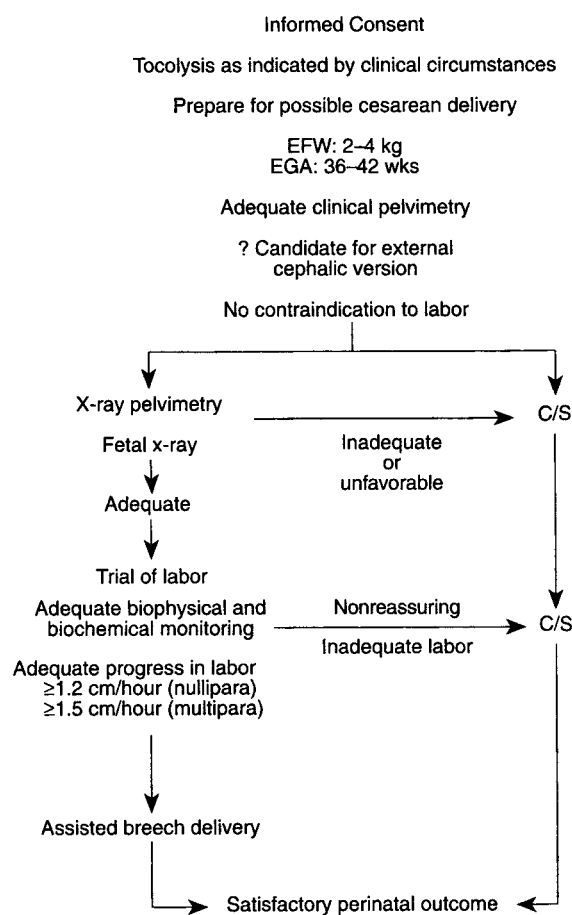 Informed Consent
Tocolysis as indicated by clinical circumstances
Prepare for possible cesarean delivery
EFW: 2–4 kg
EGA: 36–42 wks
Adequate clinical pelvimetry
? Candidate for external
cephalic version
No contraindication to labor
X-ray pelvimetry
C/S
Fetal x-ray
Inadequate
or
unfavorable
Adequate
Trial of labor
Adequate biophysical and
biochemical monitoring
Nonreassuring
C/S
Inadequate labor
Adequate progress in labor
≥1.2 cm/hour (nullipara)
≥1.5 cm/hour (multipara)
Assisted breech delivery
Satisfactory perinatal outcome